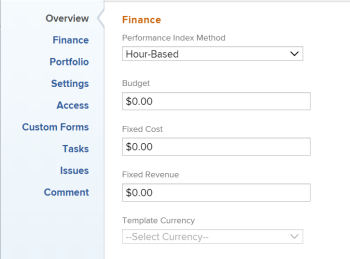 Overview
Finance
Portfolio
Settings
Access
Custom Forms
Tasks
Issues
Comment
Finance
Performance Index Method
Hour-Based
Budget
$0.00
Fixed Cost
$0.00
Fixed Revenue
$0.00
Template Currency
--Select Currency--